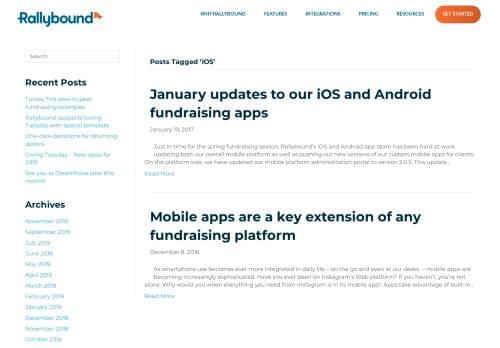 Rallybound
WHY RALLYBOUND
FEATURES
INTEGRATIONS
PRICING
RESOURCES
GET STARTED
Search
Recent Posts
Turkey Trot peer to peer
fundraising examples
Rallybound supports Giving
Tuesday with special template
One-click donations for returning
donors
Giving Tuesday – New ideas for
2019
See you at Dreamforce later this
month!
Archives
November 2019
September 2019
July 2019
June 2019
May 2019
April 2019
March 2019
February 2019
January 2019
December 2018
November 2018
October 2018
Posts Tagged ‘iOS’
January updates to our iOS and Android
fundraising apps
January 19, 2017
Just in time for the spring fundraising season, Rallybound's iOS and Android app team has been hard at work
updating both our overall mobile platform as well as pushing out new versions of our custom mobile apps for clients.
On the platform side, we have updated our mobile platform administration portal to version 2.0.5. This update...
Read More
Mobile apps are a key extension of any
fundraising platform
December 8, 2016
As smartphone use becomes ever more integrated in daily life – on the go and even at our desks – mobile apps are
becoming increasingly sophisticated. Have you ever been on Instagram's Web platform? If you haven't, you're not
alone. Why would you when everything you need from Instagram is in its mobile app? Apps take advantage of built-in...
Read More